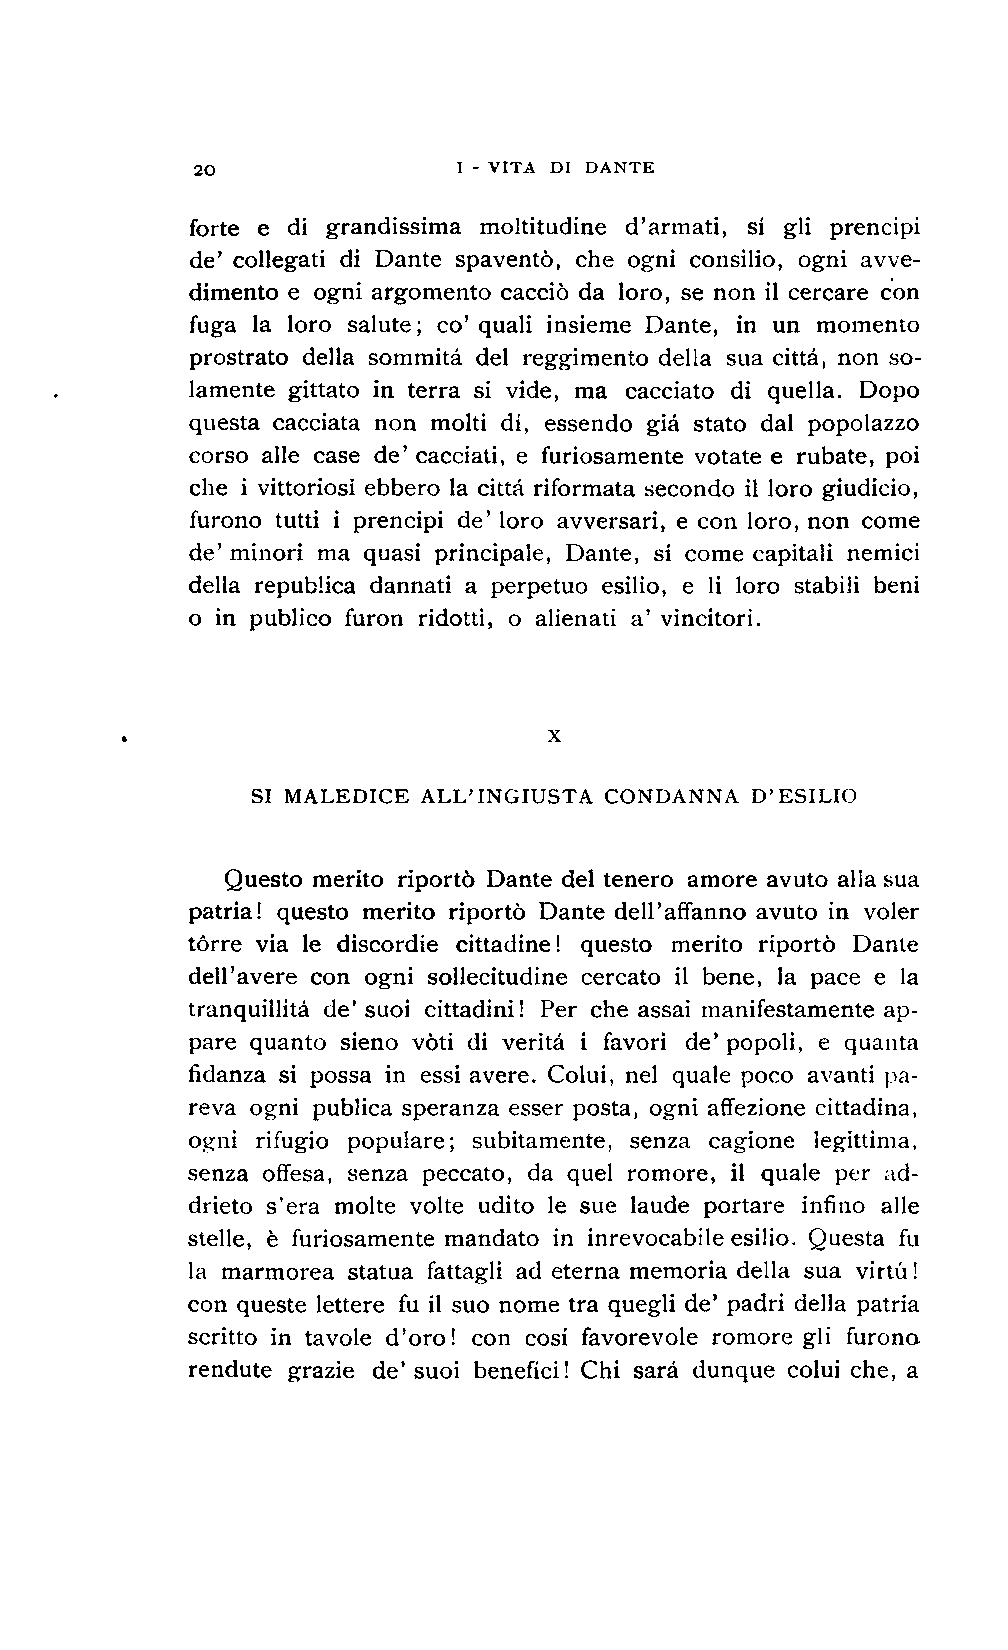 20 I - VITA DI DANTE
forte e di grandissima moltitudine d'armati, sí gli prencipi
de' collegati di Dante spaventò, che ogni consilio, ogni avve-
dimento e ogni argomento cacciò da loro, se non il cercare con
fuga la loro salute; co' quali insieme Dante, in un momento
prostrato della sommitá del reggimento della sua cittá, non so-
lamente gittato in terra si vide, ma cacciato di quella. Dopo
questa cacciata non molti dí, essendo giá stato dal popolazzo
corso alle case de' cacciati, e furiosamente votate e rubate, poi
che i vittoriosi ebbero la cittá riformata secondo il loro giudicio,
furono tutti i prencipi de' loro avversari, e con loro, non come
de' minori ma quasi principale, Dante, sí come capitali nemici
della republica dannati a perpetuo esilio, e li loro stabili beni
o in publico furon ridotti, o alienati a' vincitori.
X
SI MALEDICE ALL'INGIUSTA CONDANNA D'ESILIO
Questo merito riportò Dante del tenero amore avuto alla sua
patria! questo merito riportò Dante dell'affanno avuto in voler
tôrre via le discordie cittadine! questo merito riportò Dante
dell'avere con ogni sollecitudine cercato il bene, la pace e la
tranquillitá de' suoi cittadini! Per che assai manifestamente ap-
pare quanto sieno vòti di veritá i favori de' popoli, e quanta
fidanza si possa in essi avere. Colui, nel quale poco avanti pa-
reva ogni publica speranza esser posta, ogni affezione cittadina,
ogni rifugio populare; subitamente, senza cagione legittima,
senza offesa, senza peccato, da quel romore, il quale per ad-
drieto s'era molte volte udito le sue laude portare infino alle
stelle, è furiosamente mandato in inrevocabile esilio. Questa fu
la marmorea statua fattagli ad eterna memoria della sua virtú!
con queste lettere fu il suo nome tra quegli de' padri della patria
scritto in tavole d'oro! con cosí favorevole romore gli furono
rendute grazie de' suoi benefíci! Chi sará dunque colui che, a